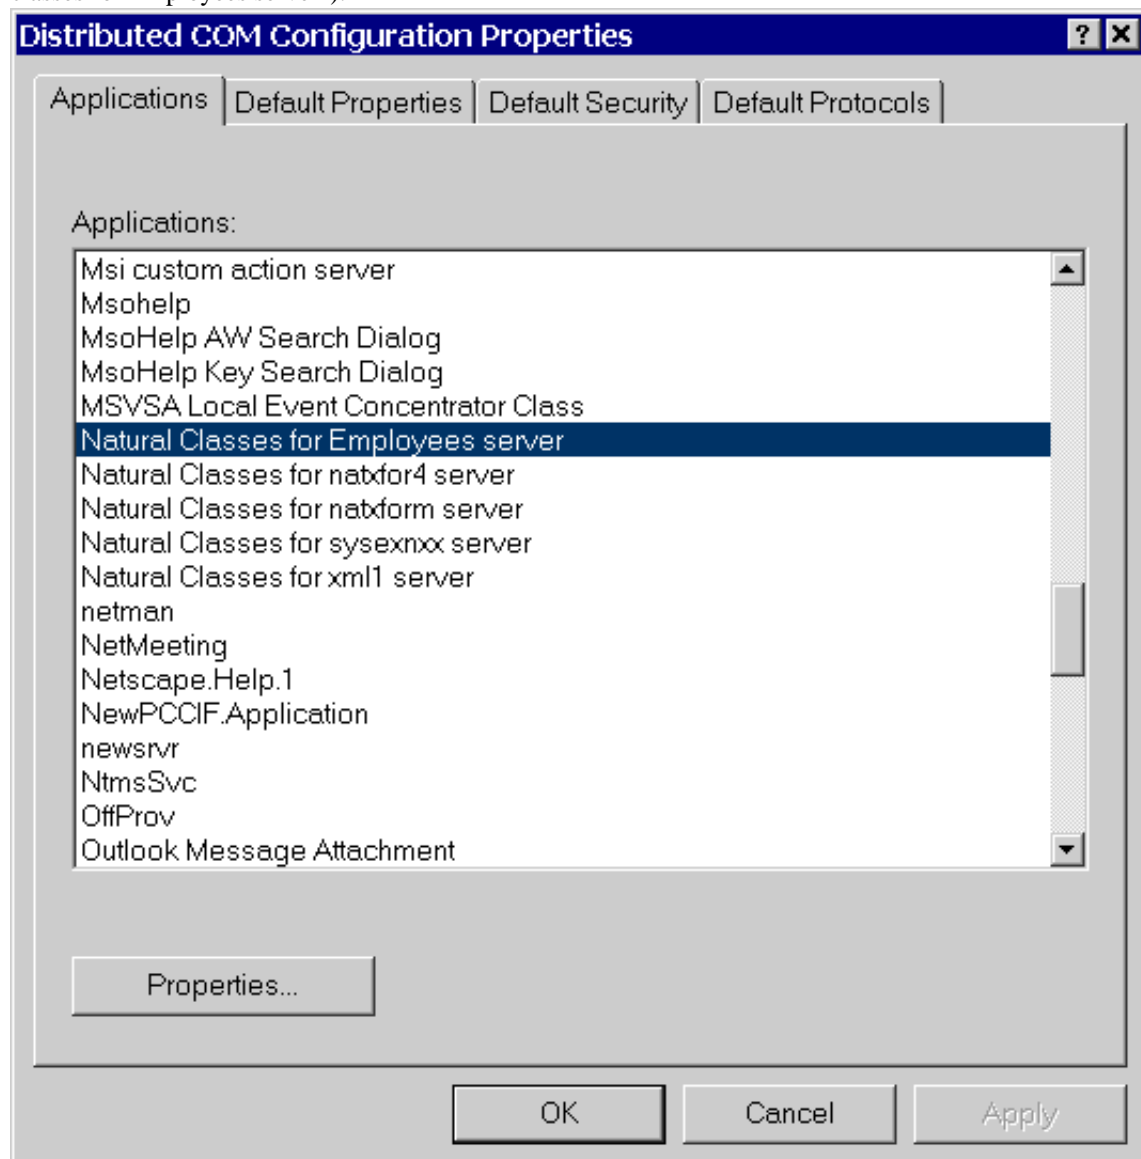 Distributed COM Configuration Properties
Applications Default Properties Default Security Default Protocols
Applications:
Msi custom action server
Msohelp
MsoHelp AW Search Dialog
MsoHelp Key Search Dialog
MSVSA Local Event Concentrator Class
Natural Classes for Employees server
Natural Classes for natxfor4 server
Natural Classes for natxform server
Natural Classes for sysexnxx server
Natural Classes for xml1 server
netman
NetMeeting
Netscape.Help.1
NewPCCIF.Application
newsrvr
NtmsSvc
OffProv
Outlook Message Attachment
Properties...
OK Cancel Apply